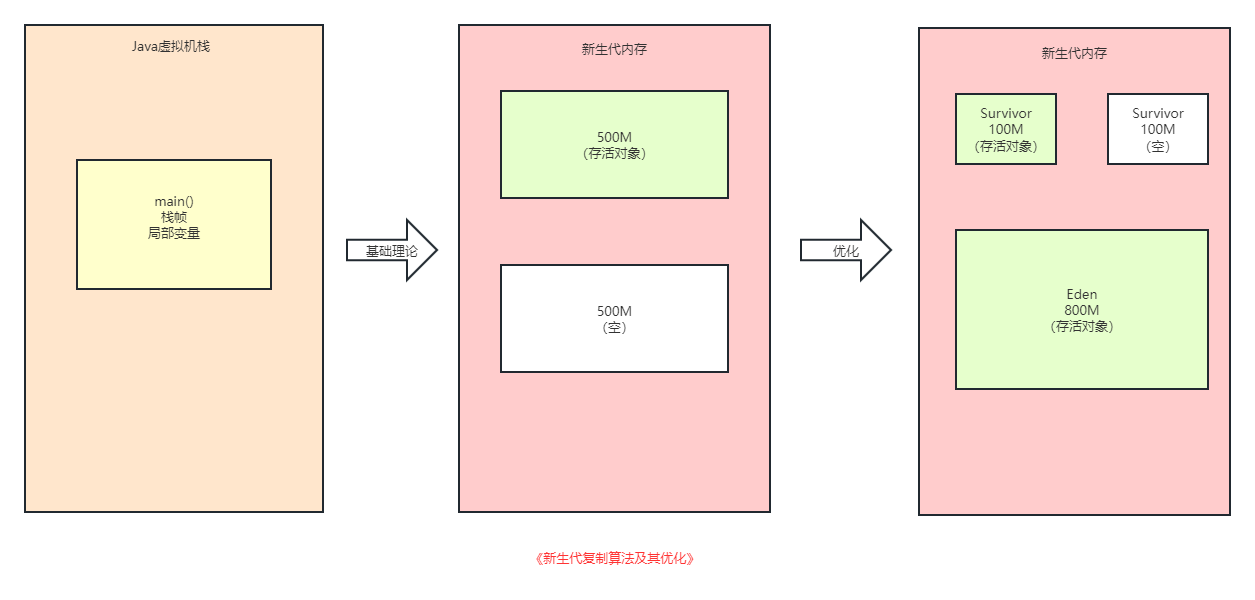 Java虚拟机栈
main()
栈帧
局部变量
基础理论
新生代内存
500M
（存活对象）
500M
（空）
优化
新生代内存
Survivor
100M
（存活对象）
Survivor
100M
（空）
Eden
800M
（存活对象）
《新生代复制算法及其优化》